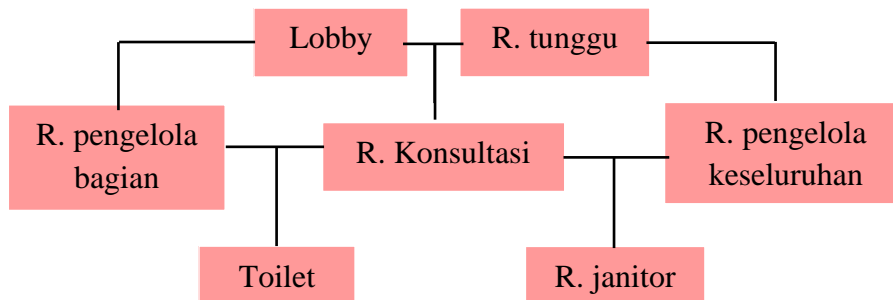 Lobby
R. tunggu
R. pengelola
bagian
R. Konsultasi
R. pengelola
keseluruhan
Toilet
R. janitor